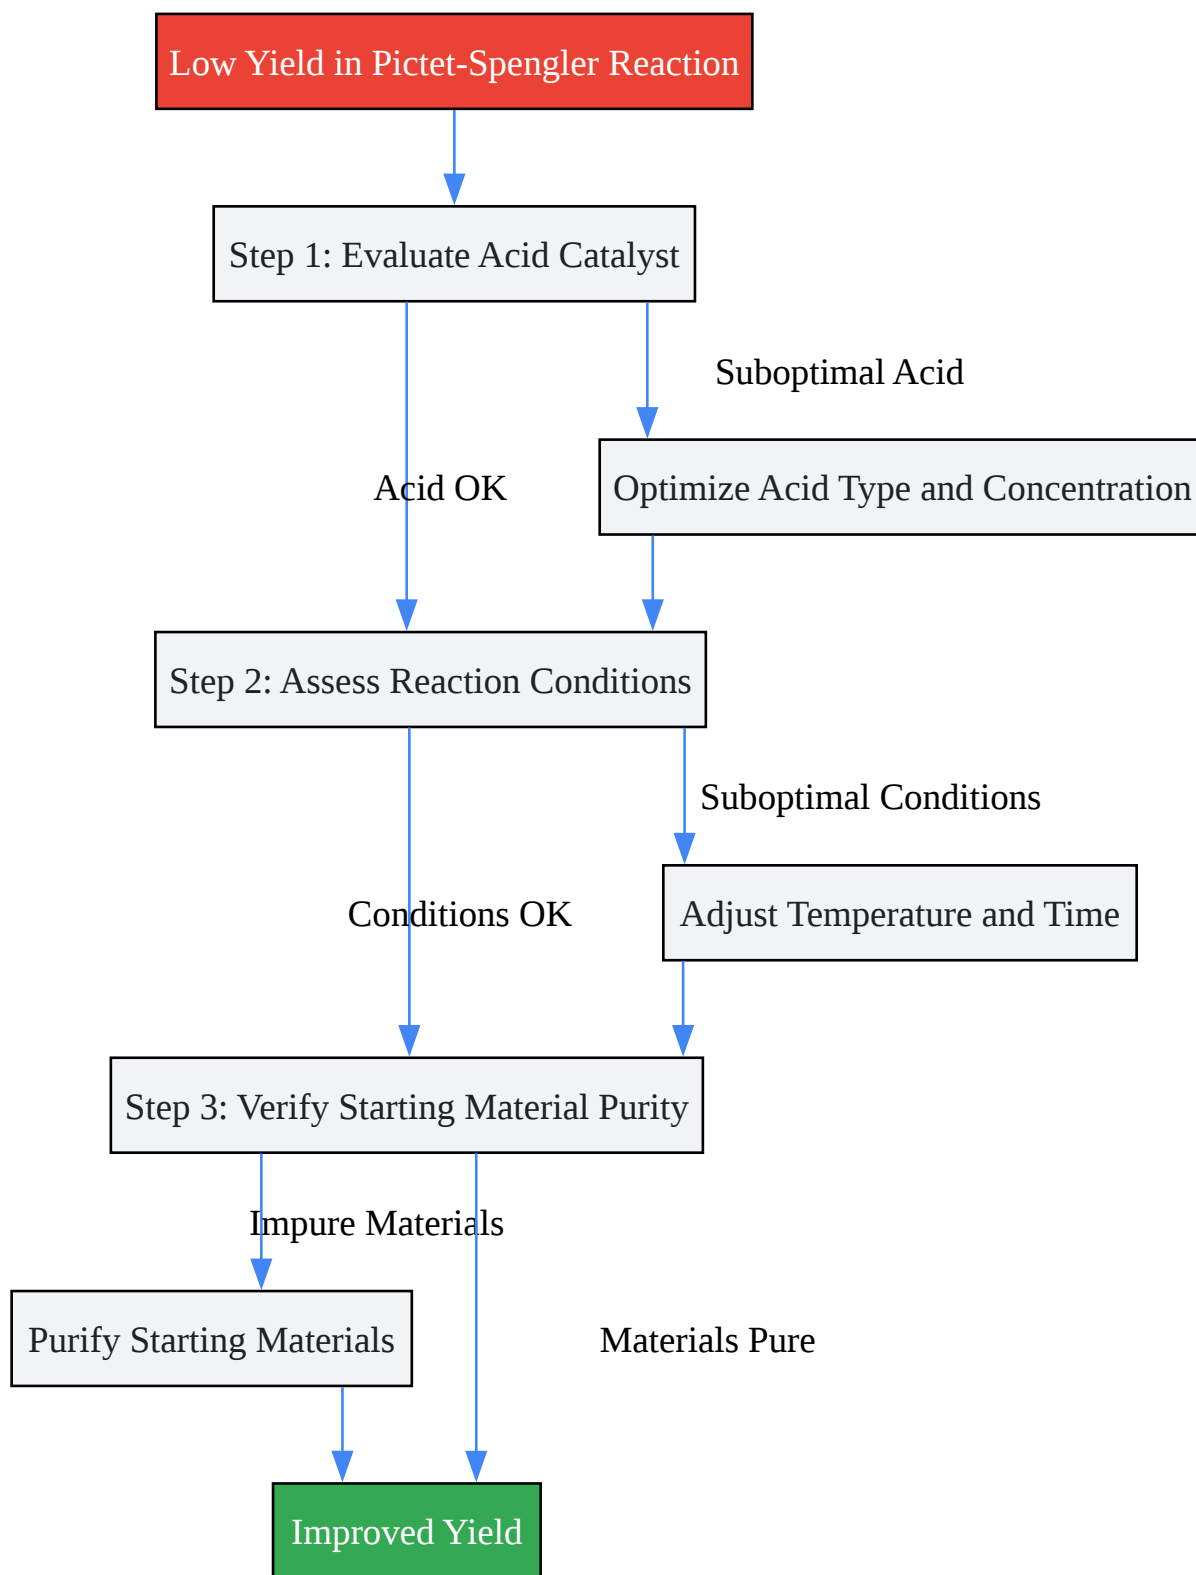 Low Yield in Pictet-Spengler Reaction
Step 1: Evaluate Acid Catalyst
Suboptimal Acid
Acid OK
Optimize Acid Type and Concentration
Step 2: Assess Reaction Conditions
Suboptimal Conditions
Conditions OK
Adjust Temperature and Time
Step 3: Verify Starting Material Purity
Impure Materials
Purify Starting Materials
Materials Pure
Improved Yield